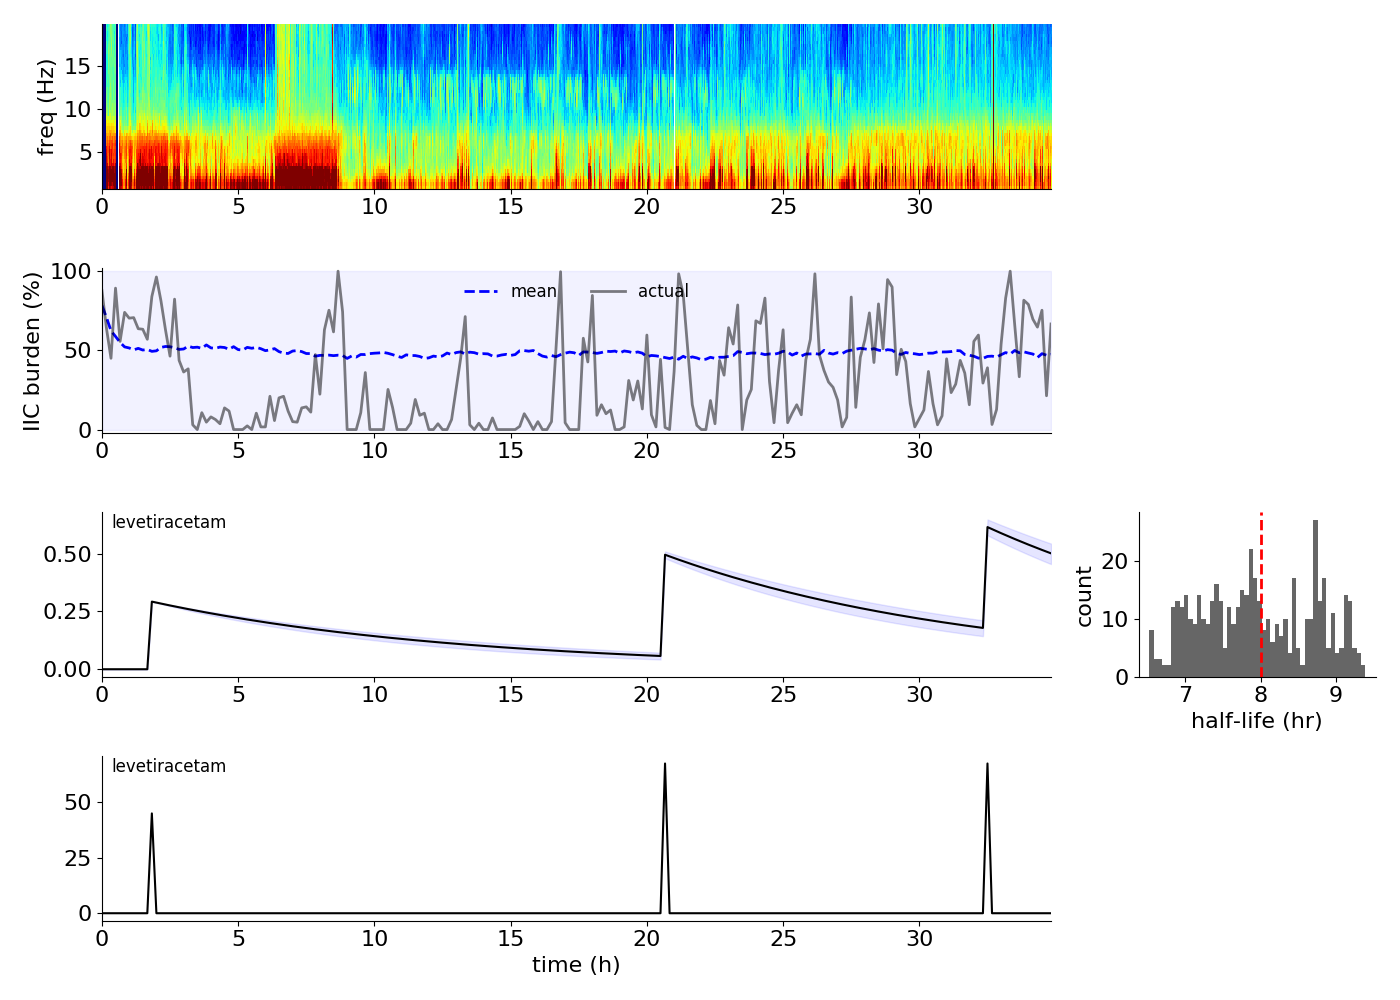 freq (Hz)
15
10
5
0 5 10 15 20 25 30
IIC burden (%)
100
50
0
mean actual
0 5 10 15 20 25 30
levetiracetam
0.50
0.25
0.00
0 5 10 15 20 25 30
count
20
10
0
7 8 9
half-life (hr)
levetiracetam
50
25
0
0 5 10 15 20 25 30
time (h)